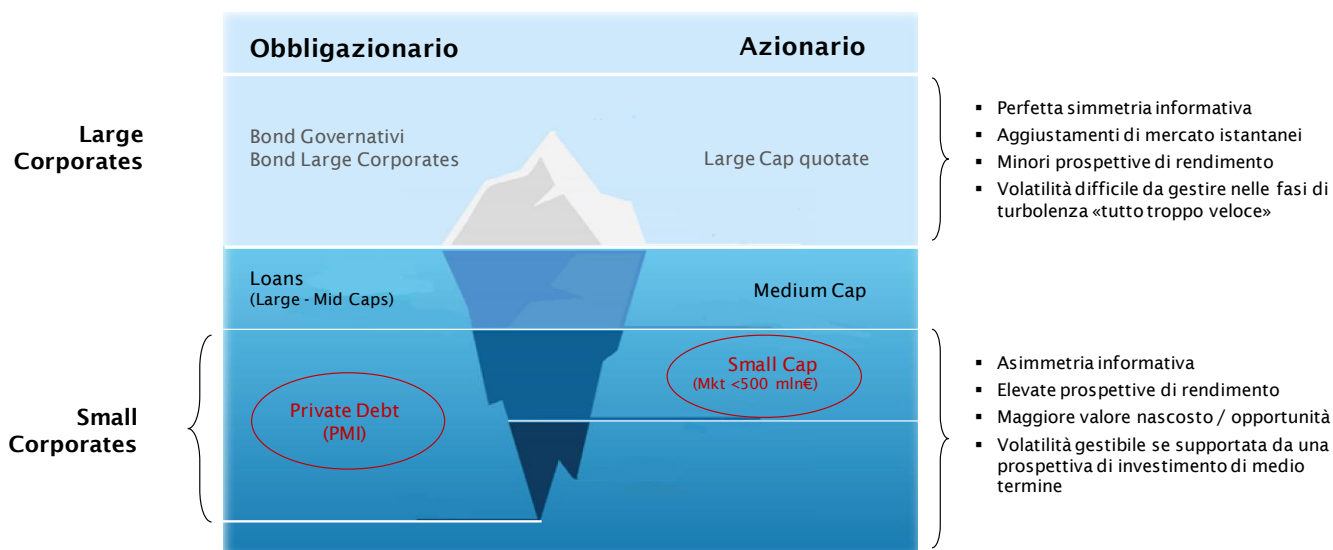 Obbligazionario
Azionario
Large
Corporates
Bond Governativi
Bond Large Corporates
Large Cap quotate
▪ Perfetta simmetria informativa
▪ Aggiustamenti di mercato istantanei
▪ Minori prospettive di rendimento
▪ Volatilità difficile da gestire nelle fasi di
turbolenza «tutto troppo veloce»
Loans
(Large - Mid Caps)
Medium Cap
Small
Corporates
Private Debt
(PMI)
Small Cap
(Mkt <500 mln€)
▪ Asimmetria informativa
▪ Elevate prospettive di rendimento
▪ Maggiore valore nascosto / opportunità
▪ Volatilità gestibile se supportata da una
prospettiva di investimento di medio
termine